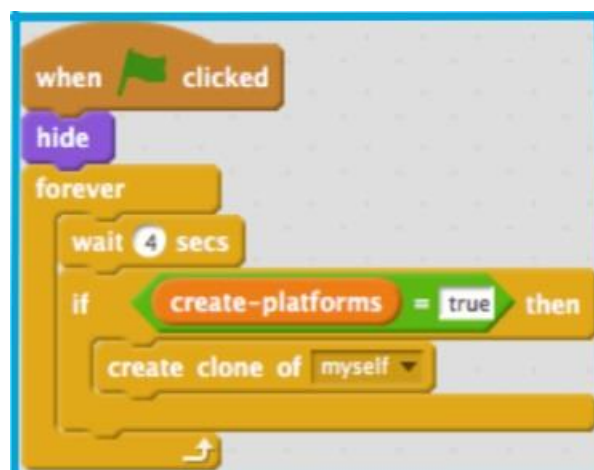 when clicked
hide
forever
wait 4 secs
if create-platforms = true then
create clone of myself